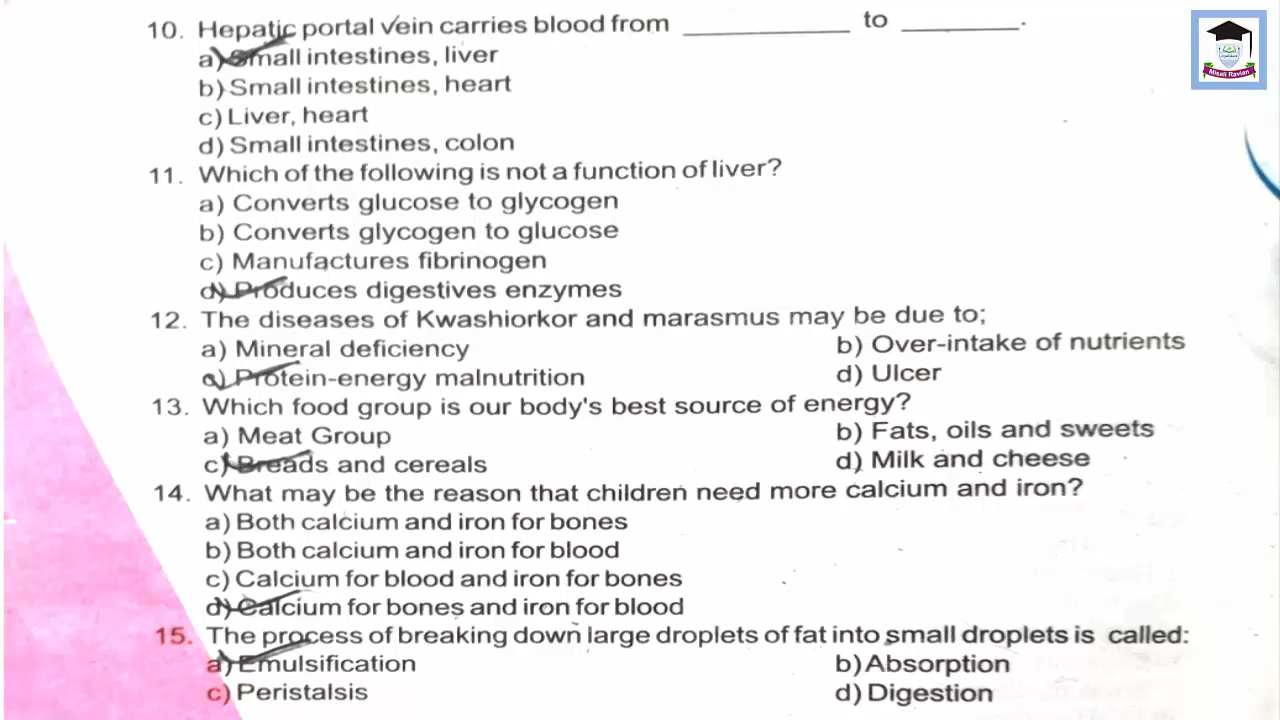 10. Hepatic portal vein carries blood from ____________ to ________.
a) Small intestines, liver
b) Small intestines, heart
c) Liver, heart
d) Small intestines, colon
11. Which of the following is not a function of liver?
a) Converts glucose to glycogen
b) Converts glycogen to glucose
c) Manufactures fibrinogen
d) Produces digestives enzymes
12. The diseases of Kwashiorkor and marasmus may be due to;
a) Mineral deficiency b) Over-intake of nutrients
c) Protein-energy malnutrition d) Ulcer
13. Which food group is our body's best source of energy?
a) Meat Group b) Fats, oils and sweets
c) Breads and cereals d) Milk and cheese
14. What may be the reason that children need more calcium and iron?
a) Both calcium and iron for bones
b) Both calcium and iron for blood
c) Calcium for blood and iron for bones
d) Calcium for bones and iron for blood
15. The process of breaking down large droplets of fat into small droplets is called:
a) Emulsification b) Absorption
c) Peristalsis d) Digestion
Misali Ravian